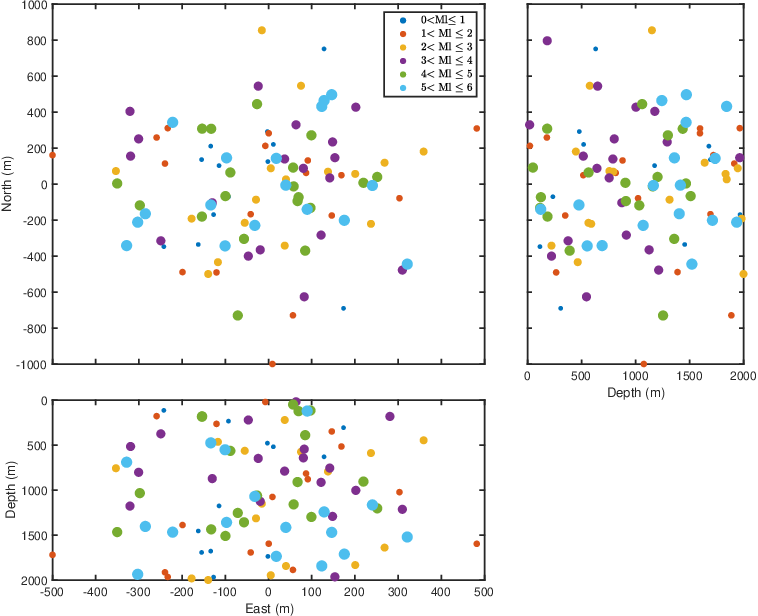 1000
800
600
400
200
0
-200
-400
-600
-800
-1000
North (m)
0<Ml≤ 1
1< Ml ≤ 2
2< Ml ≤ 3
3< Ml ≤ 4
4< Ml ≤ 5
5< Ml ≤ 6
0 500 1000 1500 2000
Depth (m)
0
500
1000
1500
2000
Depth (m)
-500 -400 -300 -200 -100 0 100 200 300 400 500
East (m)